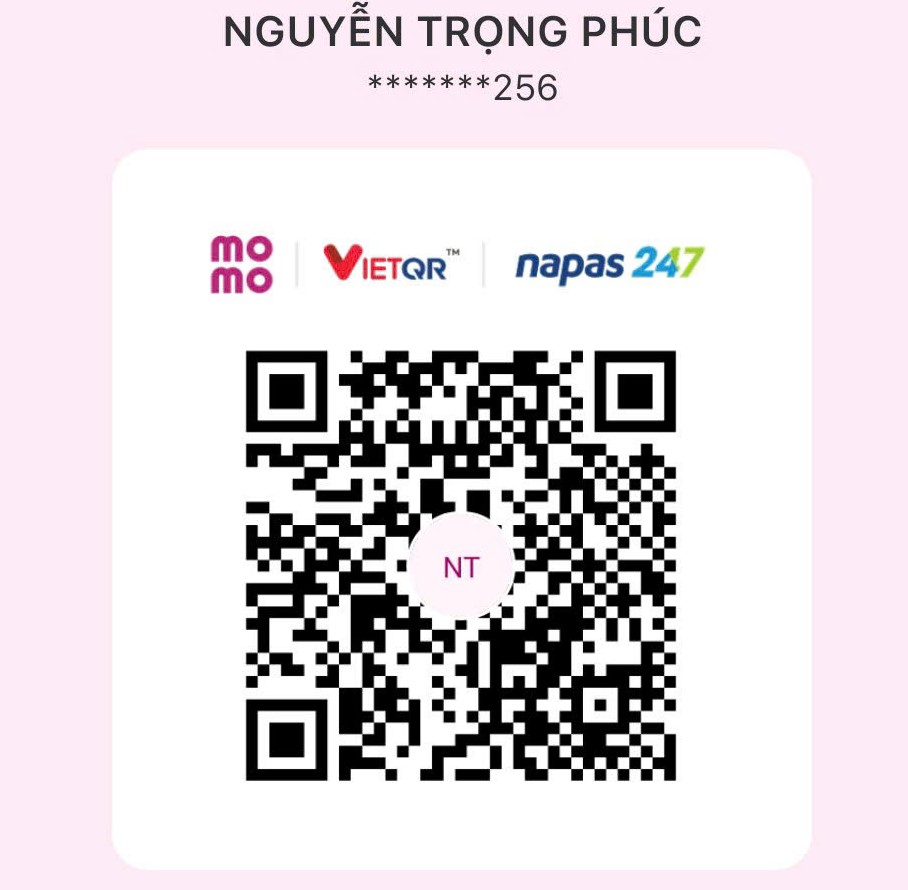 NGUYỄN TRỌNG PHÚC
*******256
mo mo | VIETQR™ | napas 247
NT